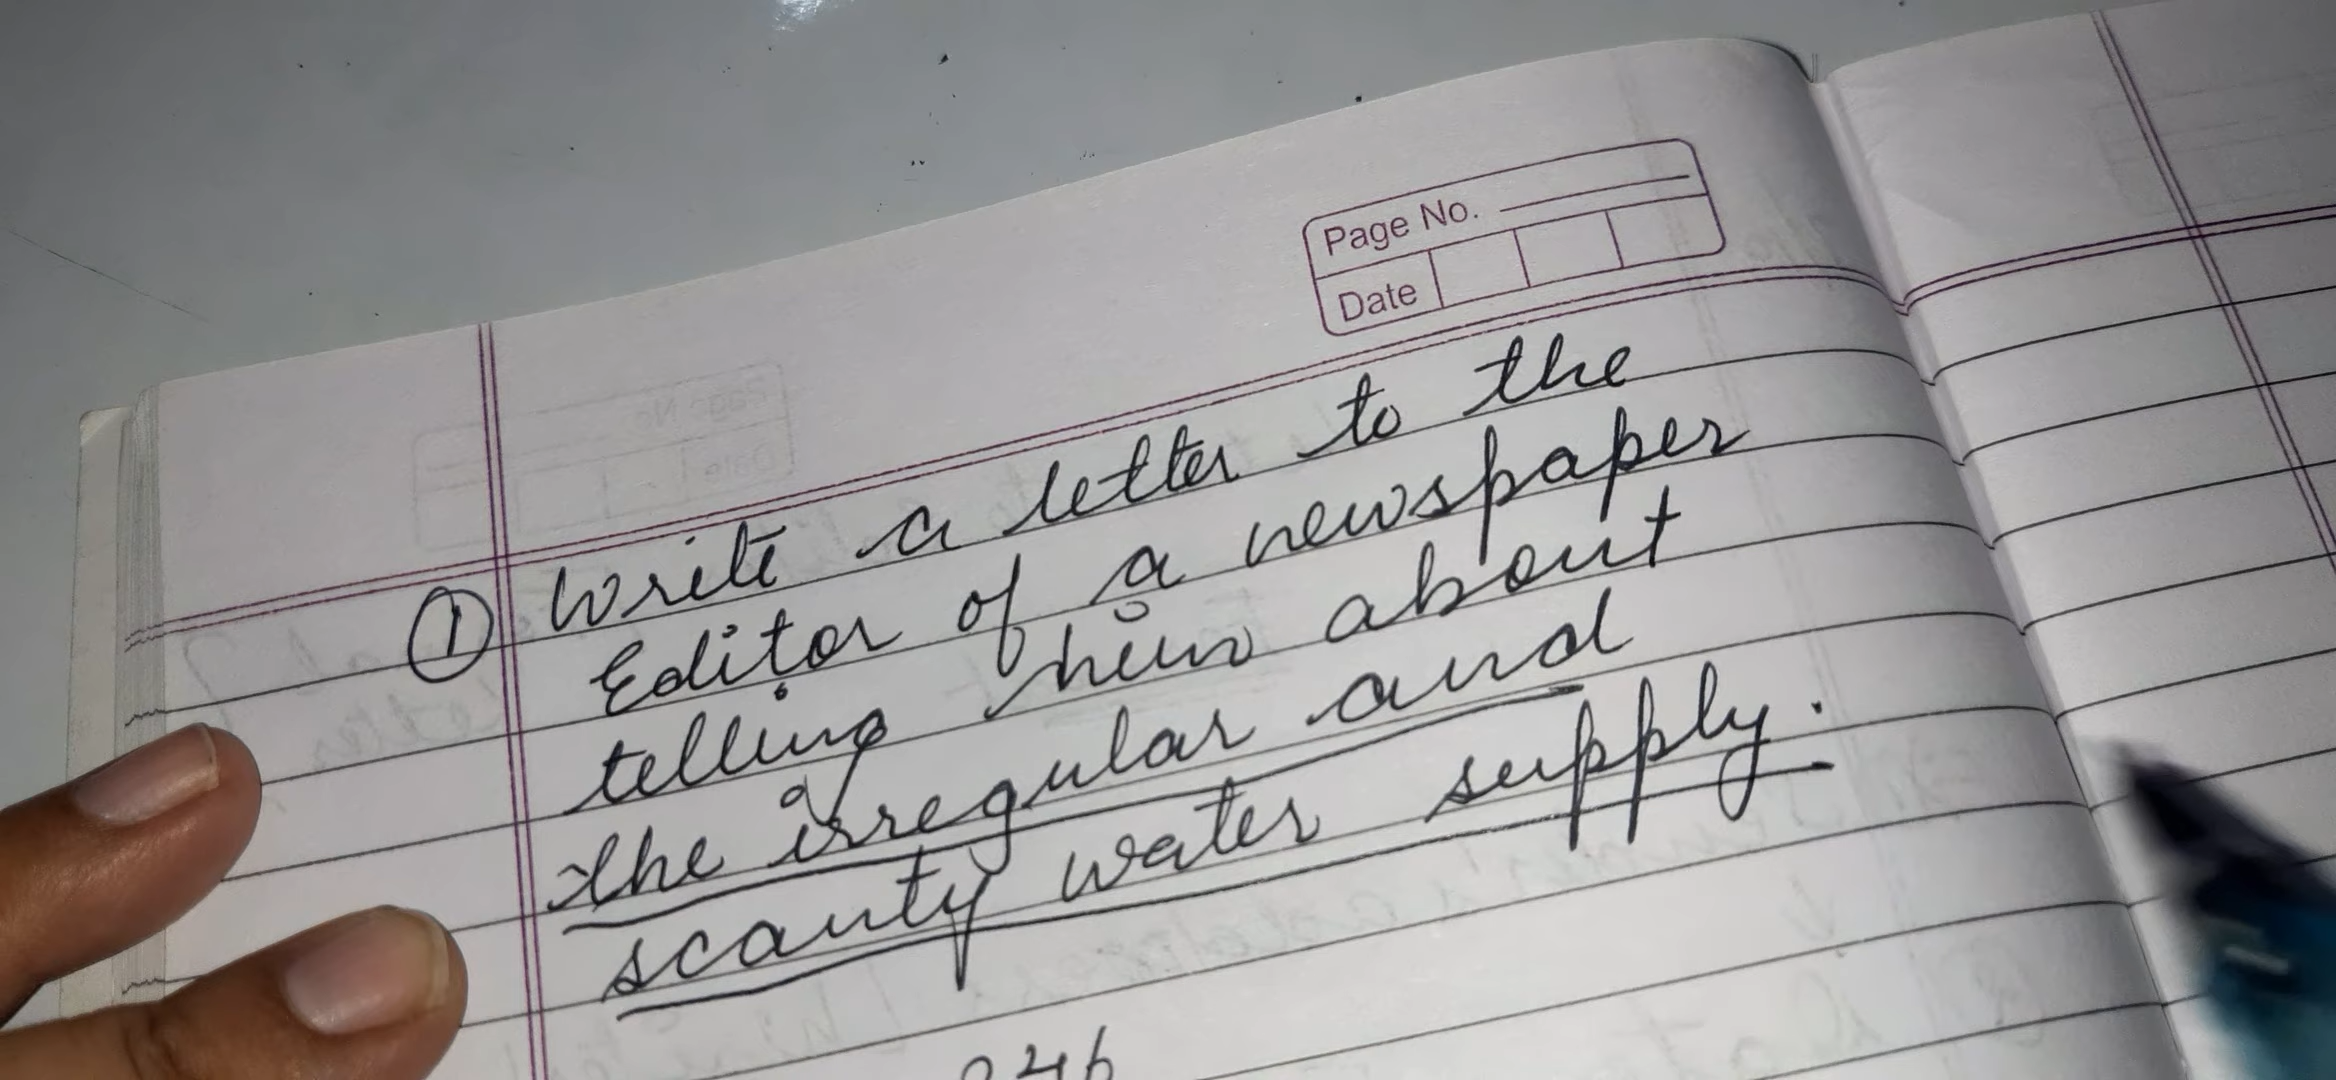 Page No.
Date
① Write a letter to the
Editor of a newspaper
telling him about
the irregular and
scanty water supply.
246